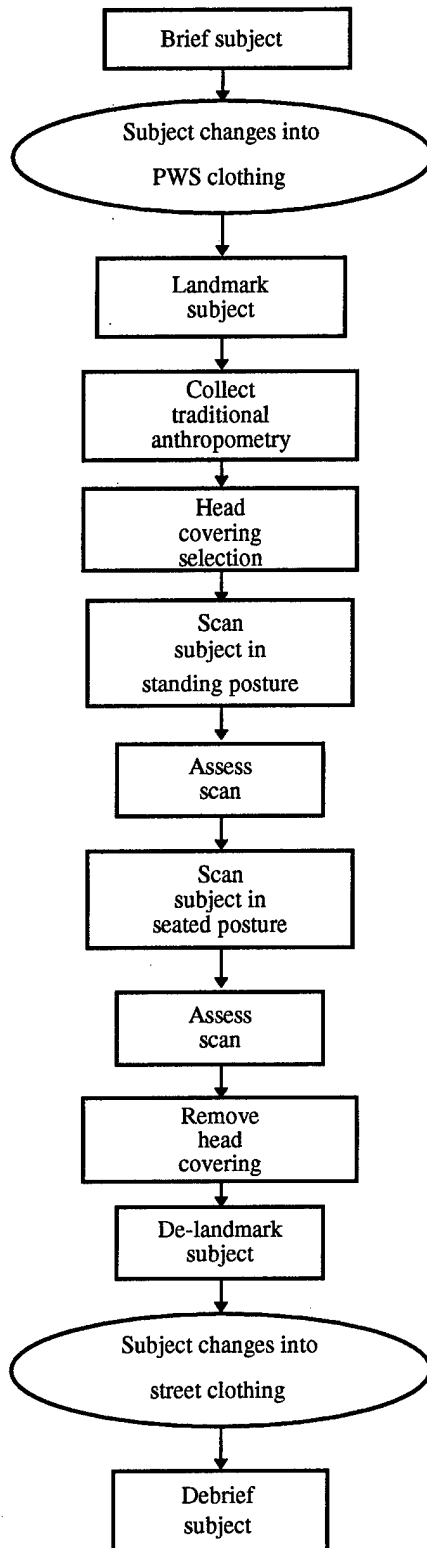 Brief subject
Subject changes into
PWS clothing
Landmark
subject
Collect
traditional
anthropometry
Head
covering
selection
Scan
subject in
standing posture
Assess
scan
Scan
subject in
seated posture
Assess
scan
Remove
head
covering
De-landmark
subject
Subject changes into
street clothing
Debrief
subject